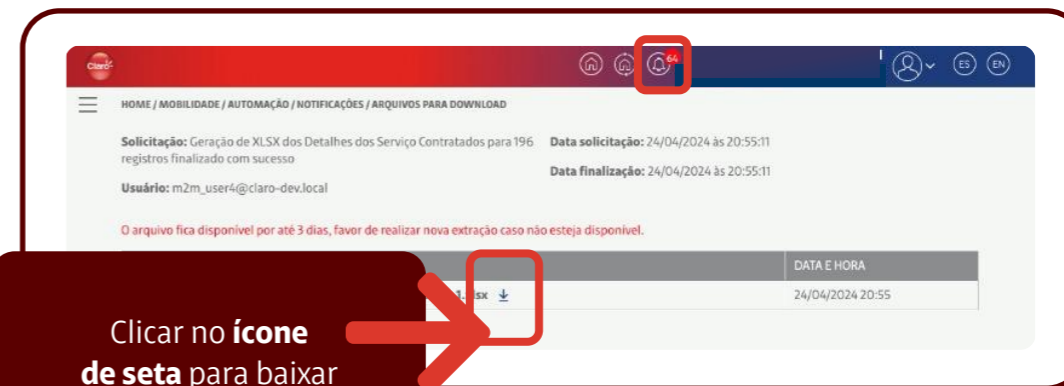 Claro
64
ES
EN
HOME / MOBILIDADE / AUTOMAÇÃO / NOTIFICAÇÕES / ARQUIVOS PARA DOWNLOAD
Solicitação: Geração de XLSX dos Detalhes dos Serviço Contratados para 196
registros finalizado com sucesso
Usuário: m2m_user4@claro-dev.local
Data solicitação: 24/04/2024 às 20:55:11
Data finalização: 24/04/2024 às 20:55:11
O arquivo fica disponível por até 3 dias, favor de realizar nova extração caso não esteja disponível.
DATA E HORA
24/04/2024 20:55
Clicar no ícone
de seta para baixar